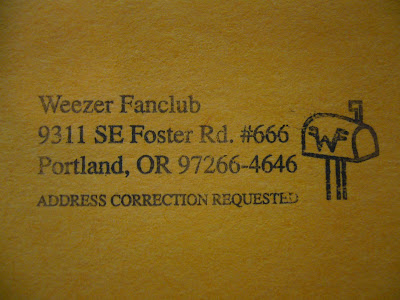 Weezer Fanclub
9311 SE Foster Rd. #666
Portland, OR 97266-4646
ADDRESS CORRECTION REQUESTED
WF